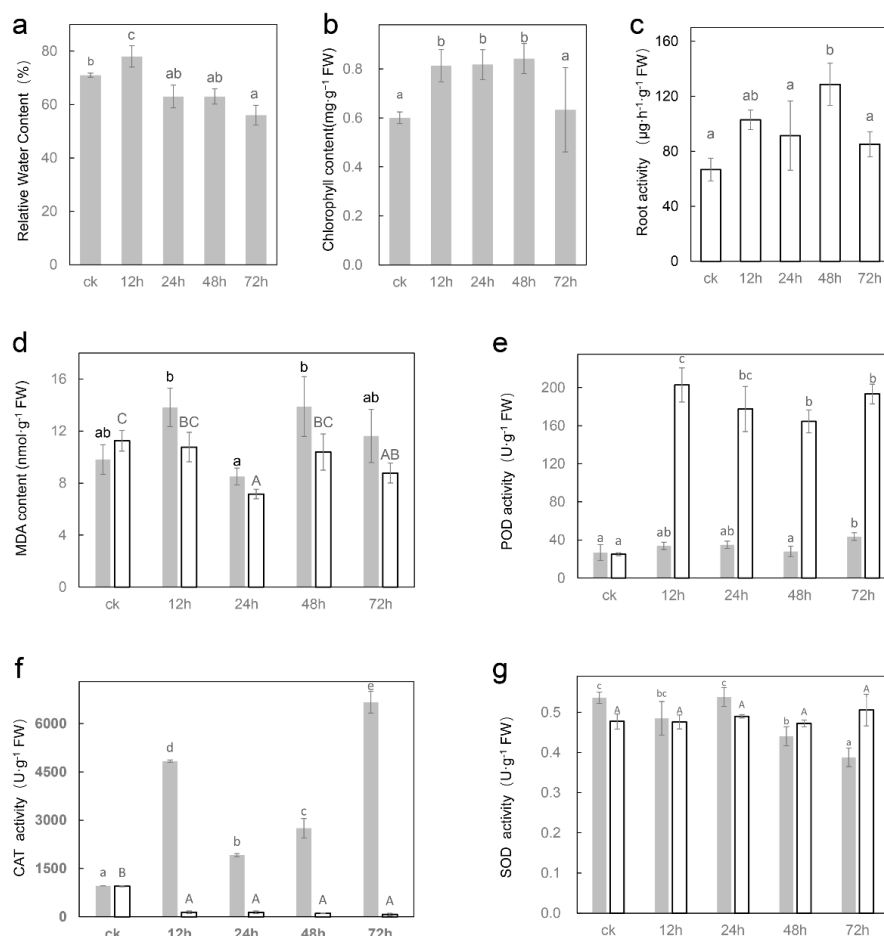 a
Relative Water Content (%)
80
60
40
20
0
b
c
ab
ab
a
ck 12h 24h 48h 72h
b
Chlorophyll content(mg·g⁻¹ FW)
0.8
0.6
0.4
0.2
0.0
a
b
b
b
a
ck 12h 24h 48h 72h
c
Root activity (μg·h⁻¹·g⁻¹ FW)
160
120
80
40
0
a
ab
a
b
a
ck 12h 24h 48h 72h
d
MDA content (nmol·g⁻¹ FW)
16
12
8
4
0
ab C
b BC
a A
b BC
ab AB
ck 12h 24h 48h 72h
e
POD activity (U·g⁻¹ FW)
200
160
120
80
40
0
a a
ab c
ab bc
a b
b b
ck 12h 24h 48h 72h
f
CAT activity (U·g⁻¹ FW)
6000
4500
3000
1500
0
a B
d A
b A
c A
e A
ck 12h 24h 48h 72h
g
SOD activity (U·g⁻¹ FW)
0.5
0.4
0.3
0.2
0.1
0.0
c A
bc A
c A
b A
a A
ck 12h 24h 48h 72h